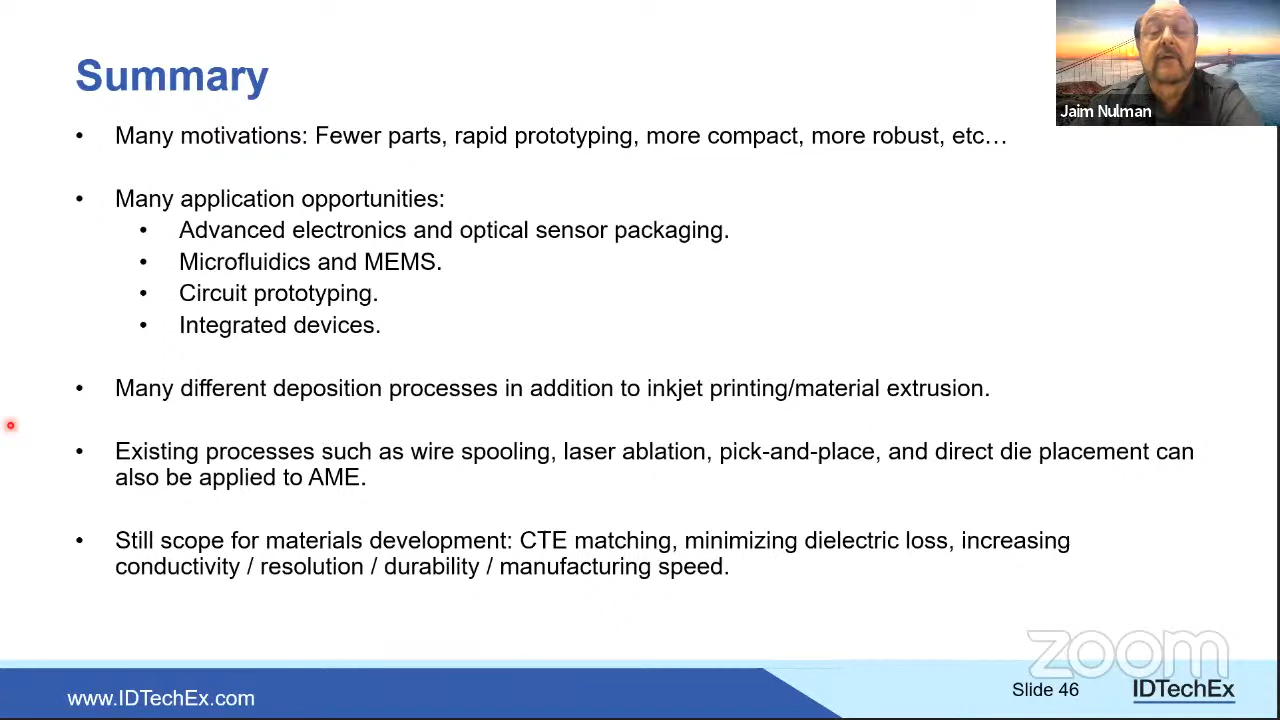 Summary
Jaim Nulman
• Many motivations: Fewer parts, rapid prototyping, more compact, more robust, etc…
• Many application opportunities:
• Advanced electronics and optical sensor packaging.
• Microfluidics and MEMS.
• Circuit prototyping.
• Integrated devices.
• Many different deposition processes in addition to inkjet printing/material extrusion.
• Existing processes such as wire spooling, laser ablation, pick-and-place, and direct die placement can
also be applied to AME.
• Still scope for materials development: CTE matching, minimizing dielectric loss, increasing
conductivity / resolution / durability / manufacturing speed.
zoom
www.IDTechEx.com
Slide 46
IDTechEx